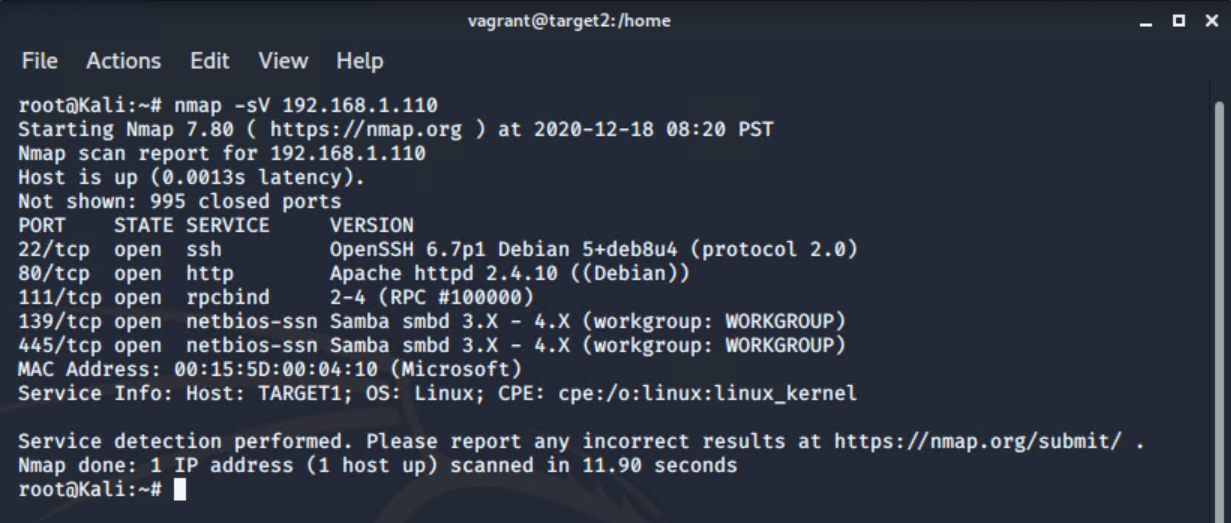 vagrant@target2:/home
File Actions Edit View Help
root@Kali:~# nmap -sV 192.168.1.110
Starting Nmap 7.80 ( https://nmap.org ) at 2020-12-18 08:20 PST
Nmap scan report for 192.168.1.110
Host is up (0.0013s latency).
Not shown: 995 closed ports
PORT    STATE SERVICE     VERSION
22/tcp  open  ssh         OpenSSH 6.7p1 Debian 5+deb8u4 (protocol 2.0)
80/tcp  open  http        Apache httpd 2.4.10 ((Debian))
111/tcp open  rpcbind     2-4 (RPC #100000)
139/tcp open  netbios-ssn Samba smbd 3.X - 4.X (workgroup: WORKGROUP)
445/tcp open  netbios-ssn Samba smbd 3.X - 4.X (workgroup: WORKGROUP)
MAC Address: 00:15:5D:00:04:10 (Microsoft)
Service Info: Host: TARGET1; OS: Linux; CPE: cpe:/o:linux:linux_kernel
Service detection performed. Please report any incorrect results at https://nmap.org/submit/ .
Nmap done: 1 IP address (1 host up) scanned in 11.90 seconds
root@Kali:~#